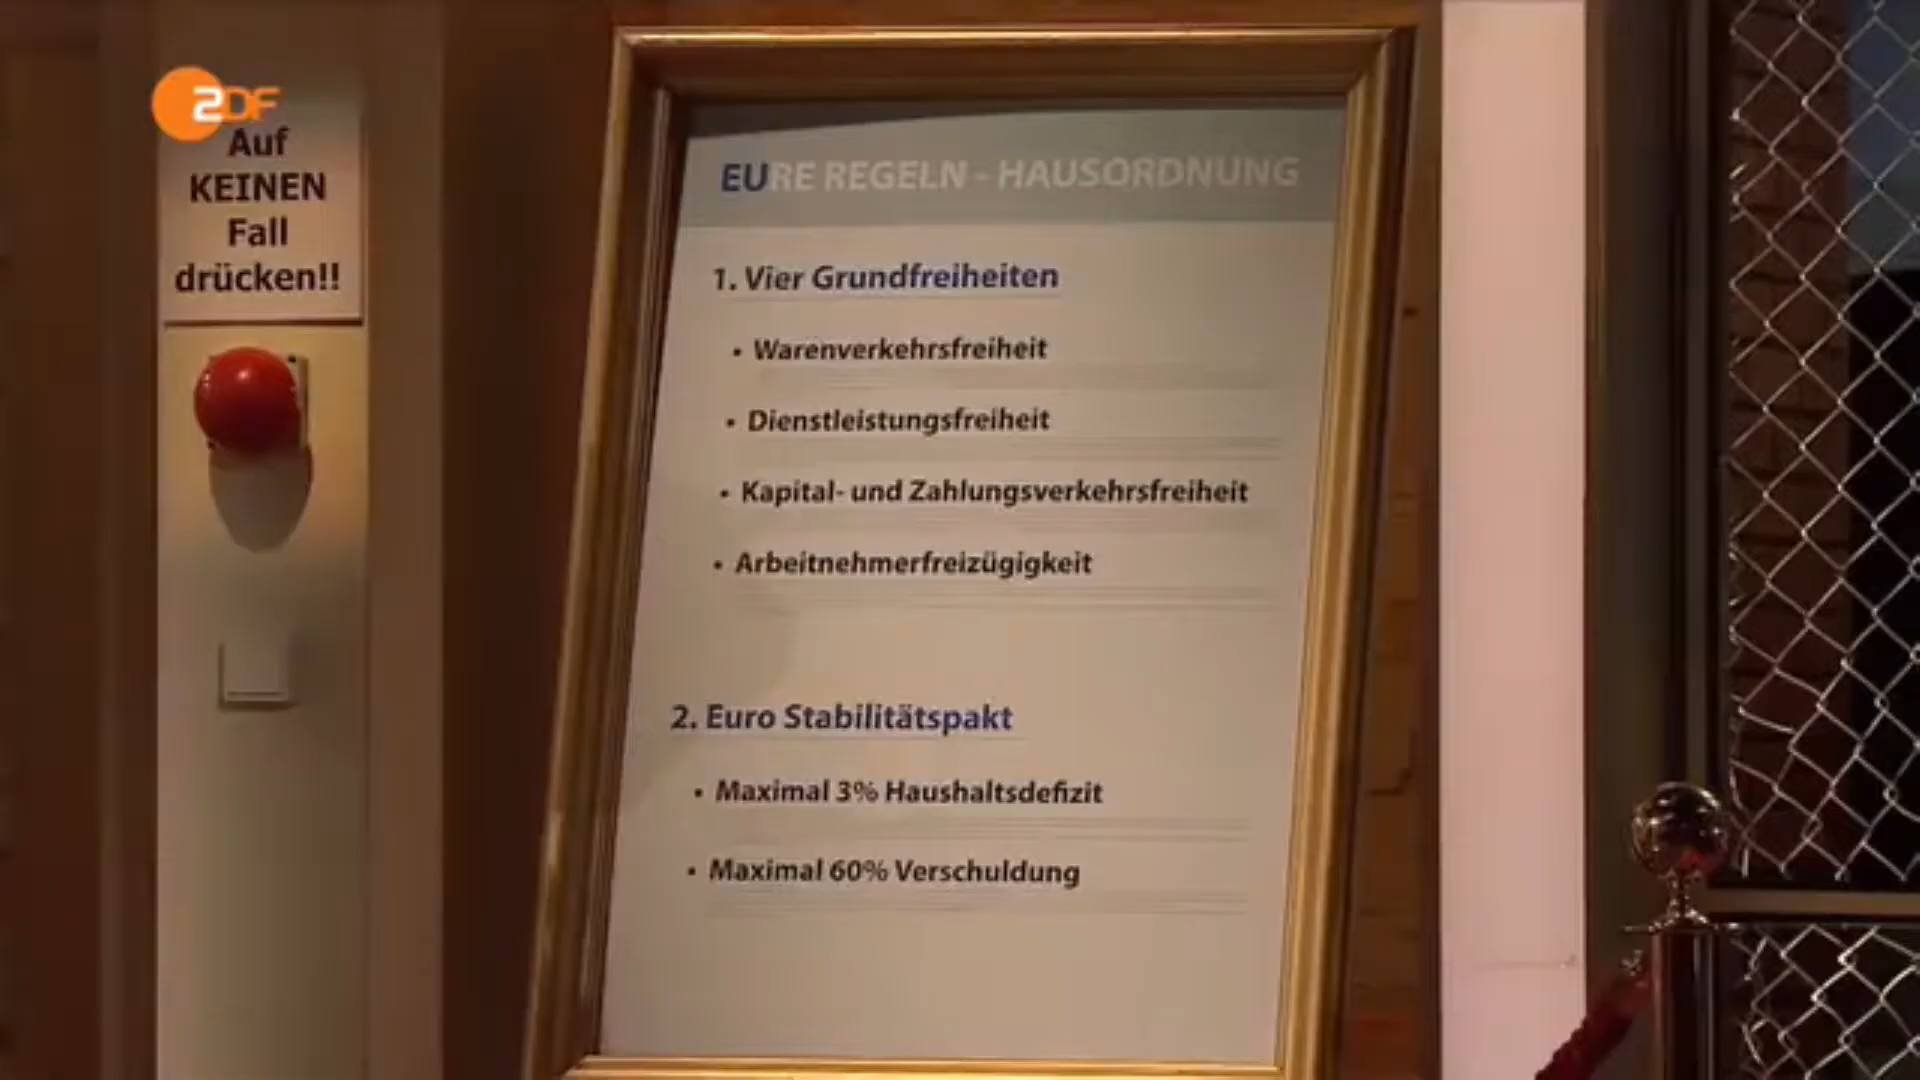 ZDF
Auf
KEINEN
Fall
drücken!!
EURE REGELN - HAUSORDNUNG
1. Vier Grundfreiheiten
• Warenverkehrsfreiheit
• Dienstleistungsfreiheit
• Kapital- und Zahlungsverkehrsfreiheit
• Arbeitnehmerfreizügigkeit
2. Euro Stabilitätspakt
• Maximal 3% Haushaltsdefizit
• Maximal 60% Verschuldung